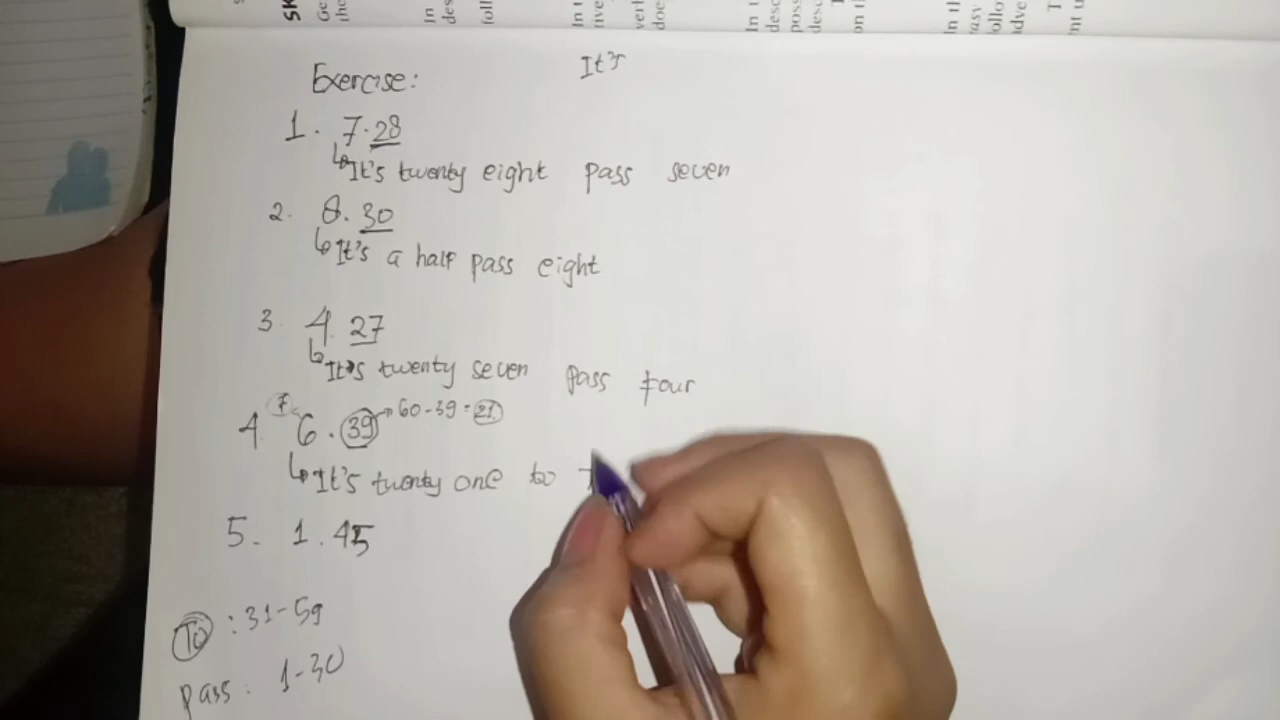 It's
Exercise:
1. 7.28
It's twenty eight pass seven
2. 8.30
It's a half pass eight
3. 4.27
It's twenty seven pass four
4 7 6.39 60-39=21
It's twenty one to
5. 1.45
To : 31-59
pass : 1-30